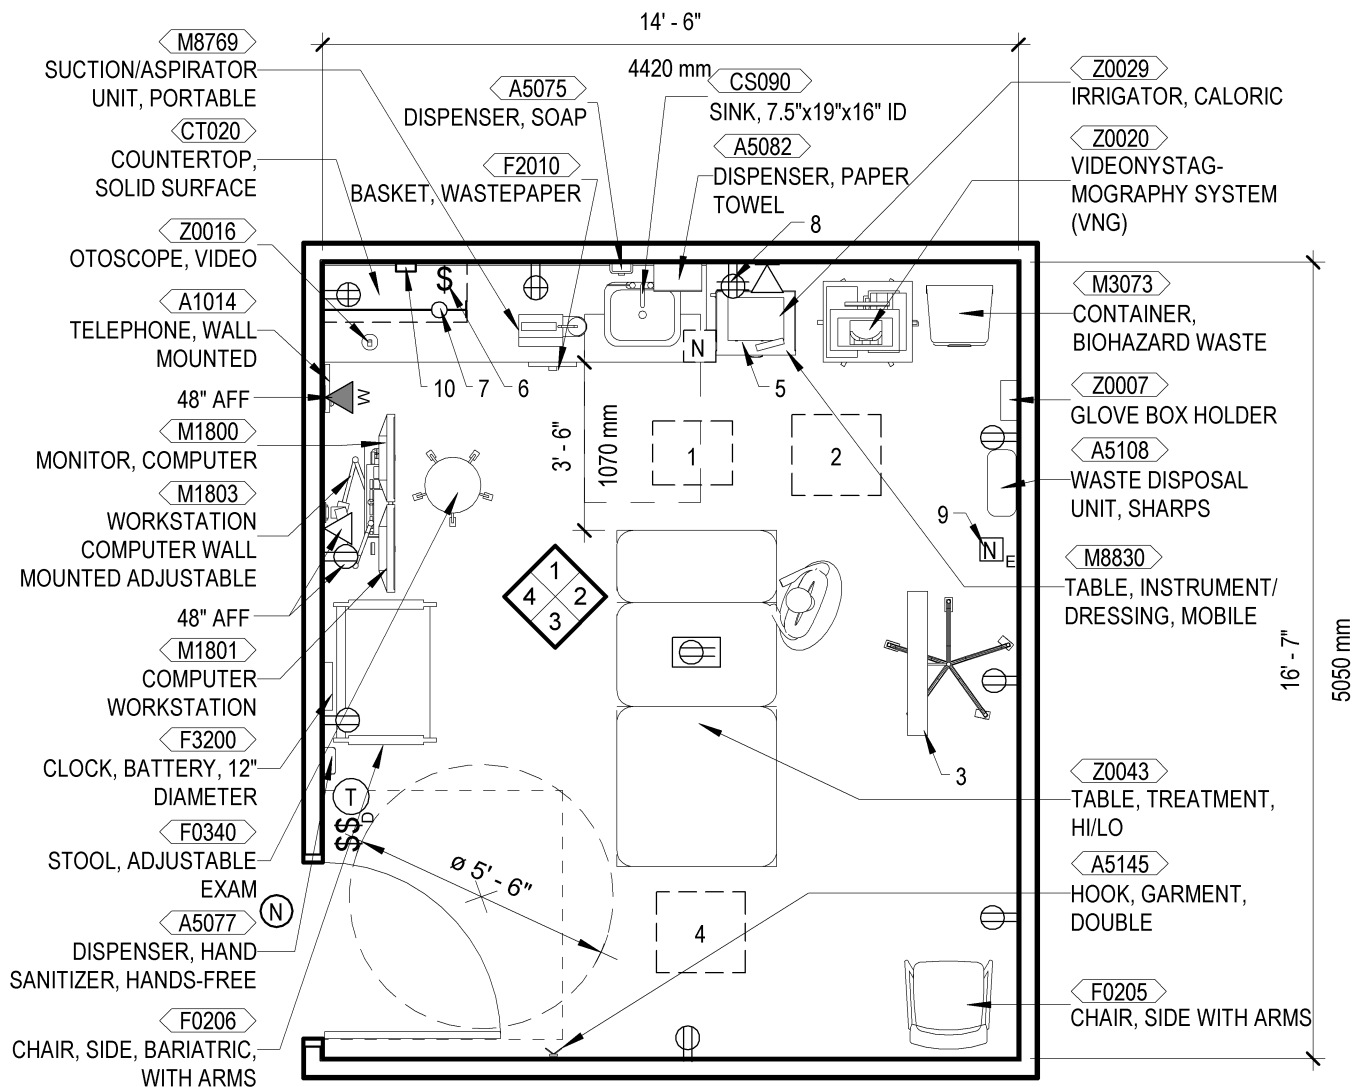 14' - 6"
4420 mm
M8769
SUCTION/ASPIRATOR
UNIT, PORTABLE
CT020
COUNTERTOP,
SOLID SURFACE
Z0016
OTOSCOPE, VIDEO
A1014
TELEPHONE, WALL
MOUNTED
48" AFF
M1800
MONITOR, COMPUTER
M1803
WORKSTATION
COMPUTER WALL
MOUNTED ADJUSTABLE
48" AFF
M1801
COMPUTER
WORKSTATION
F3200
CLOCK, BATTERY, 12"
DIAMETER
F0340
STOOL, ADJUSTABLE
EXAM
N
A5077
DISPENSER, HAND
SANITIZER, HANDS-FREE
F0206
CHAIR, SIDE, BARIATRIC,
WITH ARMS
A5075
DISPENSER, SOAP
F2010
BASKET, WASTEPAPER
CS090
SINK, 7.5"x19"x16" ID
A5082
DISPENSER, PAPER
TOWEL
8
$
10
7
6
5
N
W
3' - 6"
1070 mm
1
2
1
4
2
3
9
N
E
3
T
$$
D
ø 5' - 6"
4
Z0029
IRRIGATOR, CALORIC
Z0020
VIDEONYSTAG-
MOGRAPHY SYSTEM
(VNG)
M3073
CONTAINER,
BIOHAZARD WASTE
Z0007
GLOVE BOX HOLDER
A5108
WASTE DISPOSAL
UNIT, SHARPS
M8830
TABLE, INSTRUMENT/
DRESSING, MOBILE
16' - 7"
5050 mm
Z0043
TABLE, TREATMENT,
HI/LO
A5145
HOOK, GARMENT,
DOUBLE
F0205
CHAIR, SIDE WITH ARMS